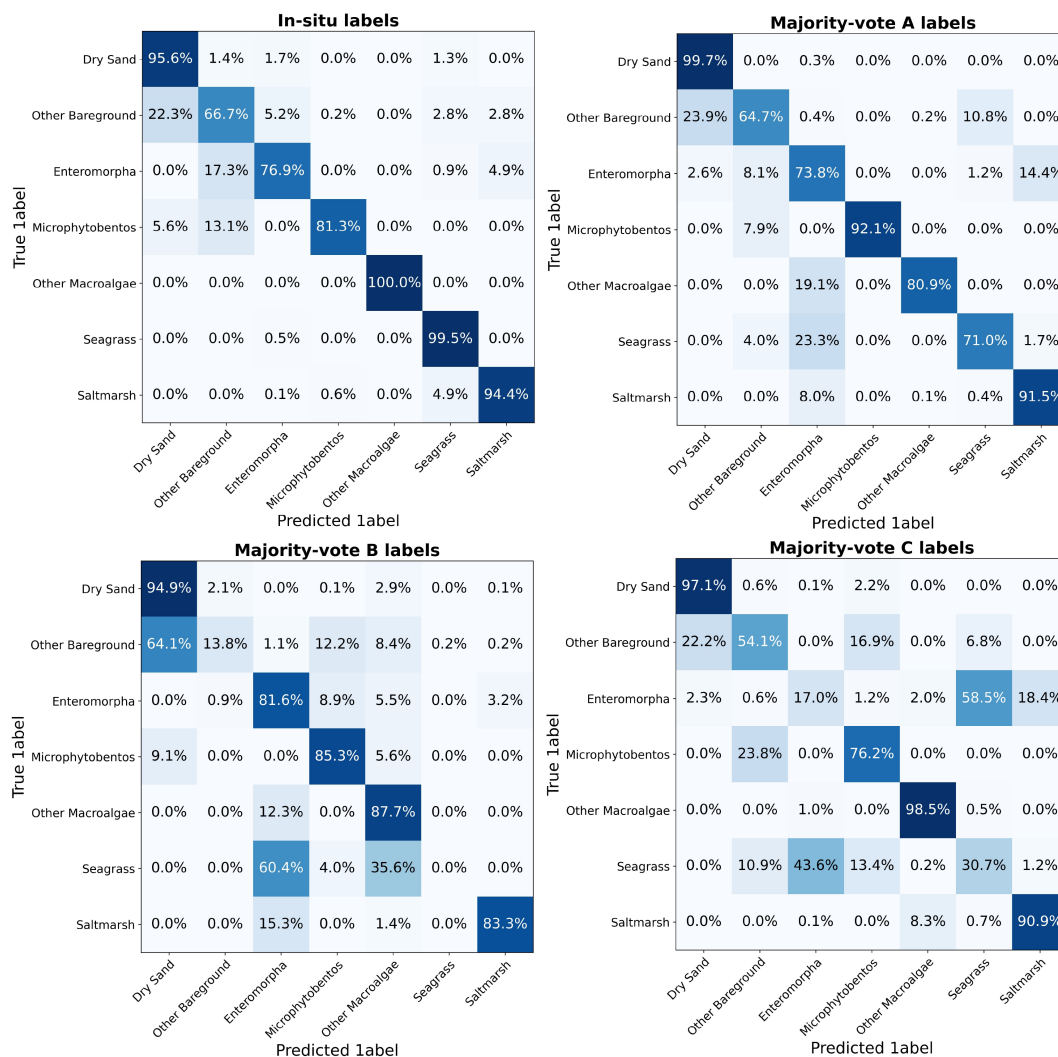 In-situ labels
True 1abel
Dry Sand 95.6% 1.4% 1.7% 0.0% 0.0% 1.3% 0.0%
Other Bareground 22.3% 66.7% 5.2% 0.2% 0.0% 2.8% 2.8%
Enteromorpha 0.0% 17.3% 76.9% 0.0% 0.0% 0.9% 4.9%
Microphytobentos 5.6% 13.1% 0.0% 81.3% 0.0% 0.0% 0.0%
Other Macroalgae 0.0% 0.0% 0.0% 0.0% 100.0% 0.0% 0.0%
Seagrass 0.0% 0.0% 0.5% 0.0% 0.0% 99.5% 0.0%
Saltmarsh 0.0% 0.0% 0.1% 0.6% 0.0% 4.9% 94.4%
Dry Sand Other Bareground Enteromorpha Microphytobentos Other Macroalgae Seagrass Saltmarsh
Predicted 1abel
Majority-vote A labels
True 1abel
Dry Sand 99.7% 0.0% 0.3% 0.0% 0.0% 0.0% 0.0%
Other Bareground 23.9% 64.7% 0.4% 0.0% 0.2% 10.8% 0.0%
Enteromorpha 2.6% 8.1% 73.8% 0.0% 0.0% 1.2% 14.4%
Microphytobentos 0.0% 7.9% 0.0% 92.1% 0.0% 0.0% 0.0%
Other Macroalgae 0.0% 0.0% 19.1% 0.0% 80.9% 0.0% 0.0%
Seagrass 0.0% 4.0% 23.3% 0.0% 0.0% 71.0% 1.7%
Saltmarsh 0.0% 0.0% 8.0% 0.0% 0.1% 0.4% 91.5%
Dry Sand Other Bareground Enteromorpha Microphytobentos Other Macroalgae Seagrass Saltmarsh
Predicted 1abel
Majority-vote B labels
True 1abel
Dry Sand 94.9% 2.1% 0.0% 0.1% 2.9% 0.0% 0.1%
Other Bareground 64.1% 13.8% 1.1% 12.2% 8.4% 0.2% 0.2%
Enteromorpha 0.0% 0.9% 81.6% 8.9% 5.5% 0.0% 3.2%
Microphytobentos 9.1% 0.0% 0.0% 85.3% 5.6% 0.0% 0.0%
Other Macroalgae 0.0% 0.0% 12.3% 0.0% 87.7% 0.0% 0.0%
Seagrass 0.0% 0.0% 60.4% 4.0% 35.6% 0.0% 0.0%
Saltmarsh 0.0% 0.0% 15.3% 0.0% 1.4% 0.0% 83.3%
Dry Sand Other Bareground Enteromorpha Microphytobentos Other Macroalgae Seagrass Saltmarsh
Predicted 1abel
Majority-vote C labels
True 1abel
Dry Sand 97.1% 0.6% 0.1% 2.2% 0.0% 0.0% 0.0%
Other Bareground 22.2% 54.1% 0.0% 16.9% 0.0% 6.8% 0.0%
Enteromorpha 2.3% 0.6% 17.0% 1.2% 2.0% 58.5% 18.4%
Microphytobentos 0.0% 23.8% 0.0% 76.2% 0.0% 0.0% 0.0%
Other Macroalgae 0.0% 0.0% 1.0% 0.0% 98.5% 0.5% 0.0%
Seagrass 0.0% 10.9% 43.6% 13.4% 0.2% 30.7% 1.2%
Saltmarsh 0.0% 0.0% 0.1% 0.0% 8.3% 0.7% 90.9%
Dry Sand Other Bareground Enteromorpha Microphytobentos Other Macroalgae Seagrass Saltmarsh
Predicted 1abel